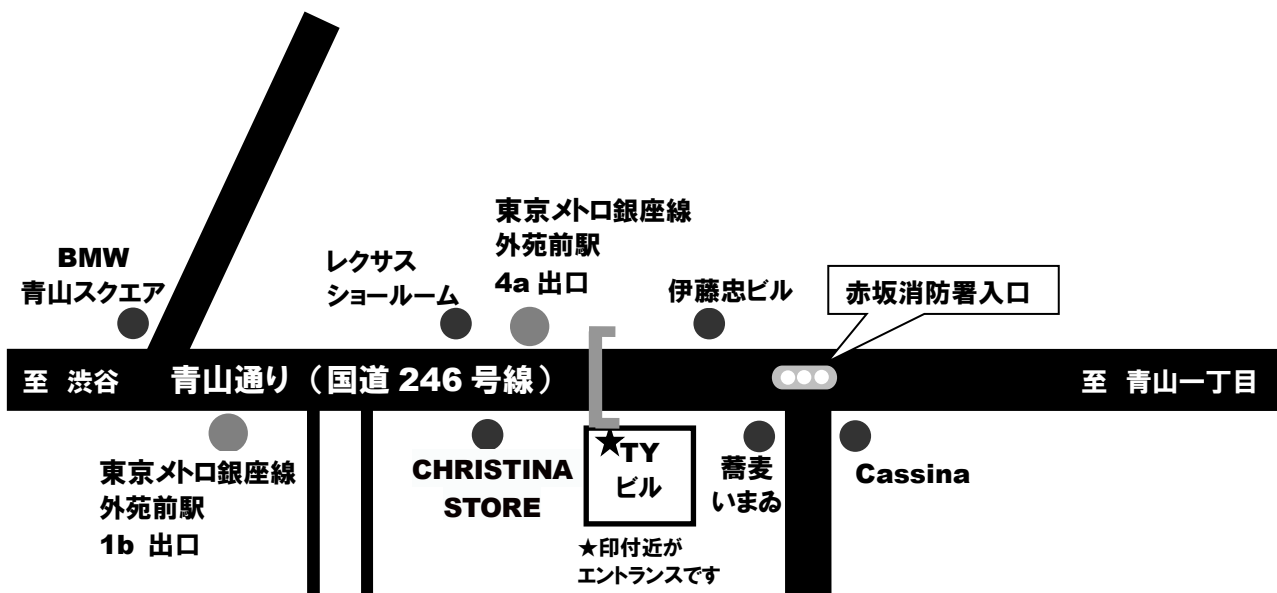 東京メトロ銀座線
外苑前駅
4a 出口
BMW
青山スクエア
レクサス
ショールーム
伊藤忠ビル
赤坂消防署入口
至 渋谷
青山通り(国道 246 号線)
至 青山一丁目
東京メトロ銀座線
外苑前駅
1b 出口
CHRISTINA
STORE
★TY
ビル
蕎麦
いまゐ
Cassina
★印付近が
エントランスです